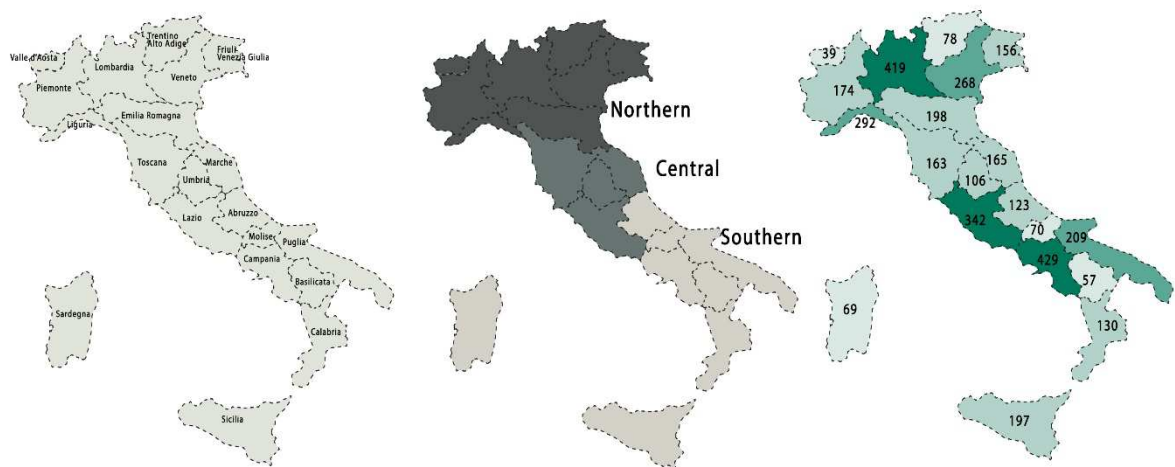 Trentino
Alto Adige
Friuli
Venezia Giulia
Valle d'Aosta
Lombardia
Veneto
Piemonte
Emilia Romagna
Liguria
Toscana
Marche
Umbria
Lazio
Abruzzo
Molise
Puglia
Campania
Basilicata
Sardegna
Calabria
Sicilia
Northern
Central
Southern
39
78
156
419
268
174
198
292
163
165
106
123
342
70
209
429
57
69
130
197